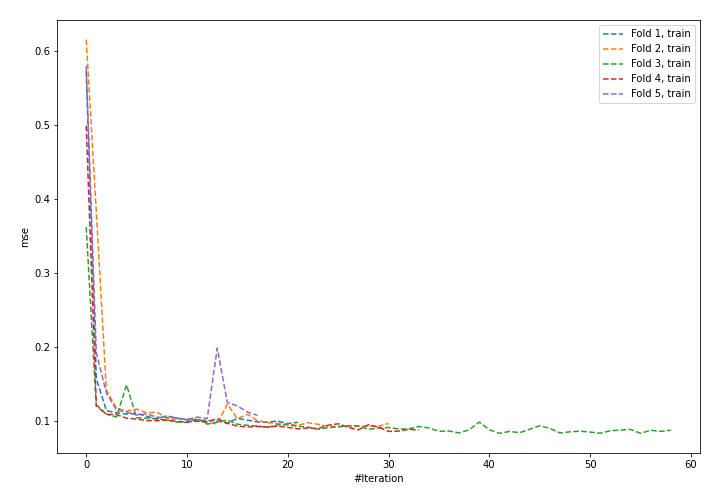 0.6
0.5
0.4
0.3
0.2
0.1
mse
0 10 20 30 40 50 60
#Iteration
Fold 1, train
Fold 2, train
Fold 3, train
Fold 4, train
Fold 5, train